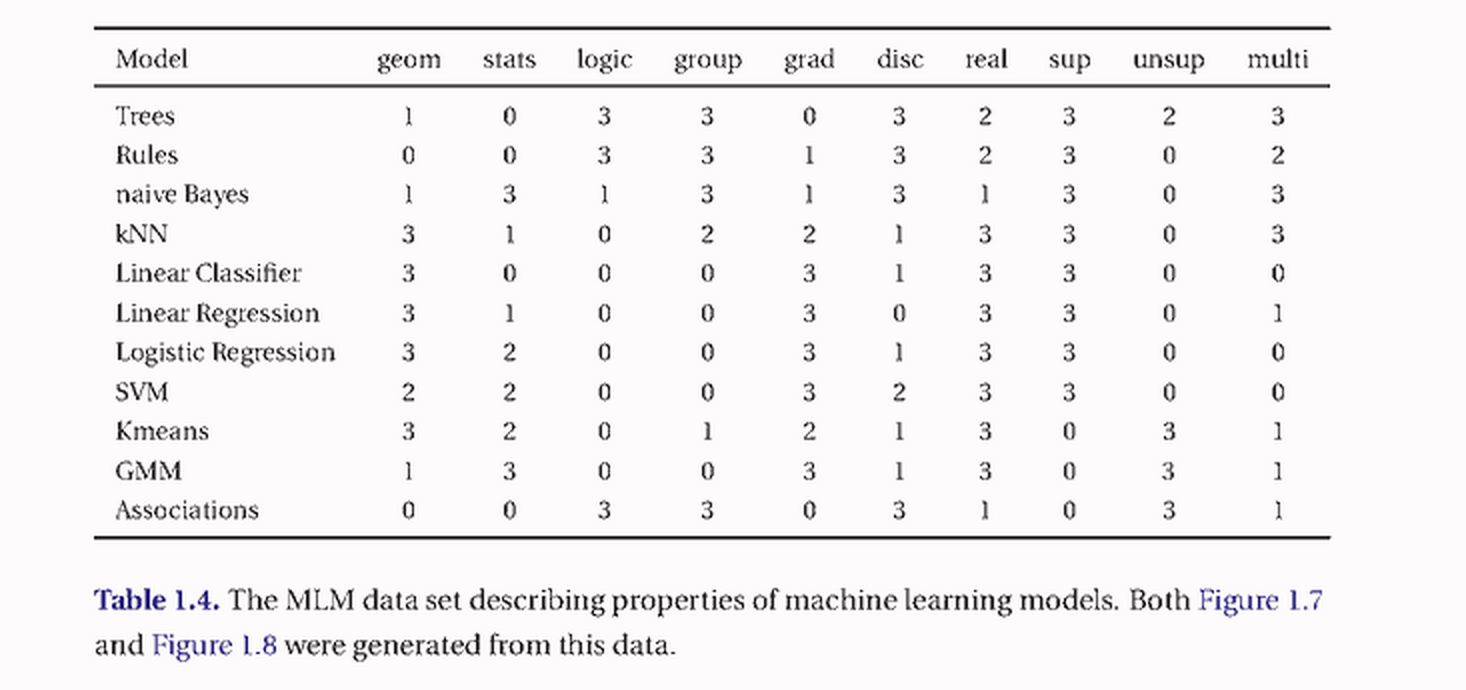 Model geom stats logic group grad disc real sup unsup multi
Trees 1 0 3 3 0 3 2 3 2 3
Rules 0 0 3 3 1 3 2 3 0 2
naive Bayes 1 3 1 3 1 3 1 3 0 3
kNN 3 1 0 2 2 1 3 3 0 3
Linear Classifier 3 0 0 0 3 1 3 3 0 0
Linear Regression 3 1 0 0 3 0 3 3 0 1
Logistic Regression 3 2 0 0 3 1 3 3 0 0
SVM 2 2 0 0 3 2 3 3 0 0
Kmeans 3 2 0 1 2 1 3 0 3 1
GMM 1 3 0 0 3 1 3 0 3 1
Associations 0 0 3 3 0 3 1 0 3 1
Table 1.4. The MLM data set describing properties of machine learning models. Both Figure 1.7
and Figure 1.8 were generated from this data.